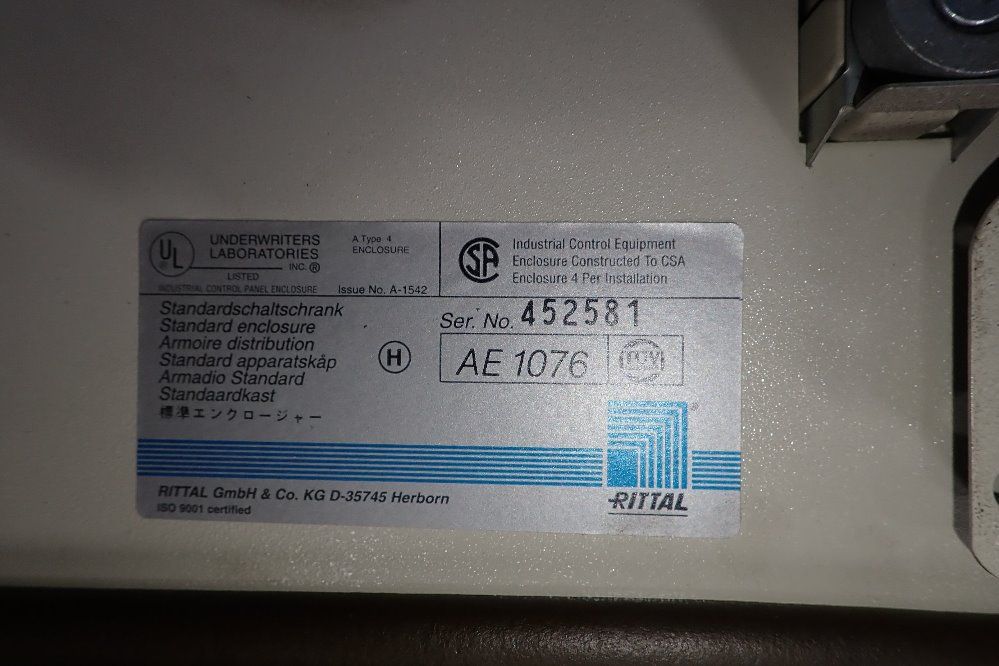 UL
UNDERWRITERS
LABORATORIES
INC.®
LISTED
INDUSTRIAL CONTROL PANEL ENCLOSURE
A Type 4
ENCLOSURE
Issue No. A-1542
CSA
Industrial Control Equipment
Enclosure Constructed To CSA
Enclosure 4 Per Installation
Standardschaltschrank
Standard enclosure
Armoire distribution
Standard apparatskåp
Armadio Standard
Standaardkast
標準エンクロージャー
H
Ser. No. 452581
AE 1076
RITTAL
RITTAL GmbH & Co. KG D-35745 Herborn
ISO 9001 certified